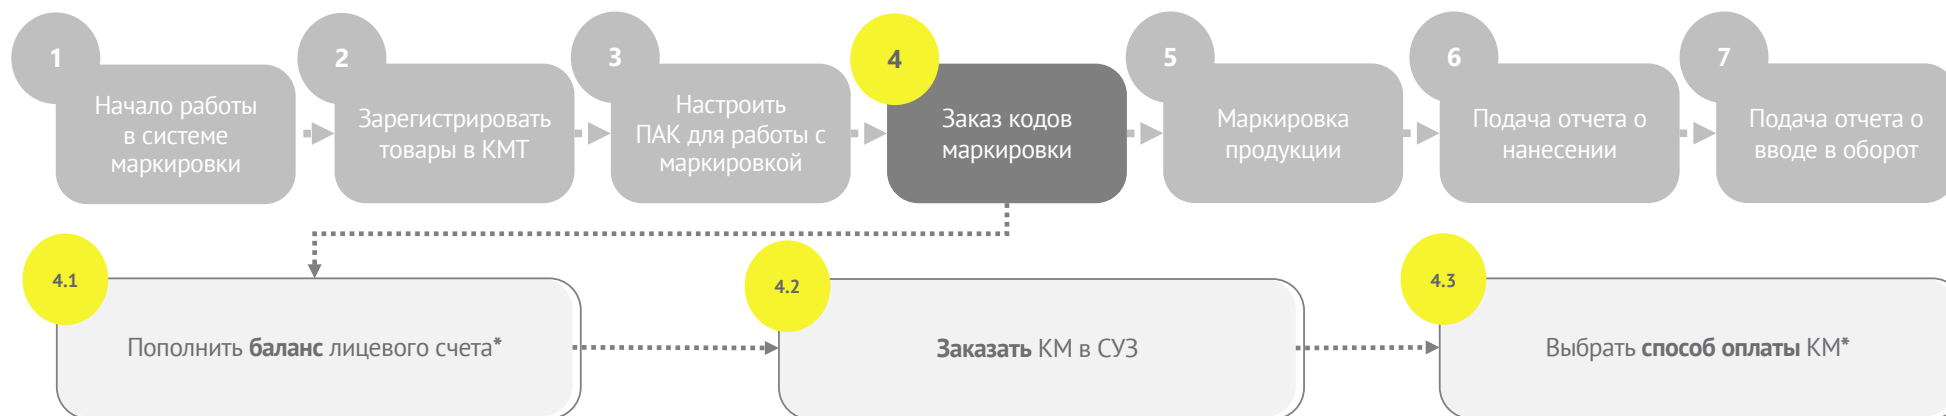 1
Начало работы
в системе
маркировки
2
Зарегистрировать
товары в КМТ
3
Настроить
ПАК для работы с
маркировкой
4
Заказ кодов
маркировки
5
Маркировка
продукции
6
Подача отчета о
нанесении
7
Подача отчета о
вводе в оборот
4.1
Пополнить баланс лицевого счета*
4.2
Заказать КМ в СУЗ
4.3
Выбрать способ оплаты КМ*